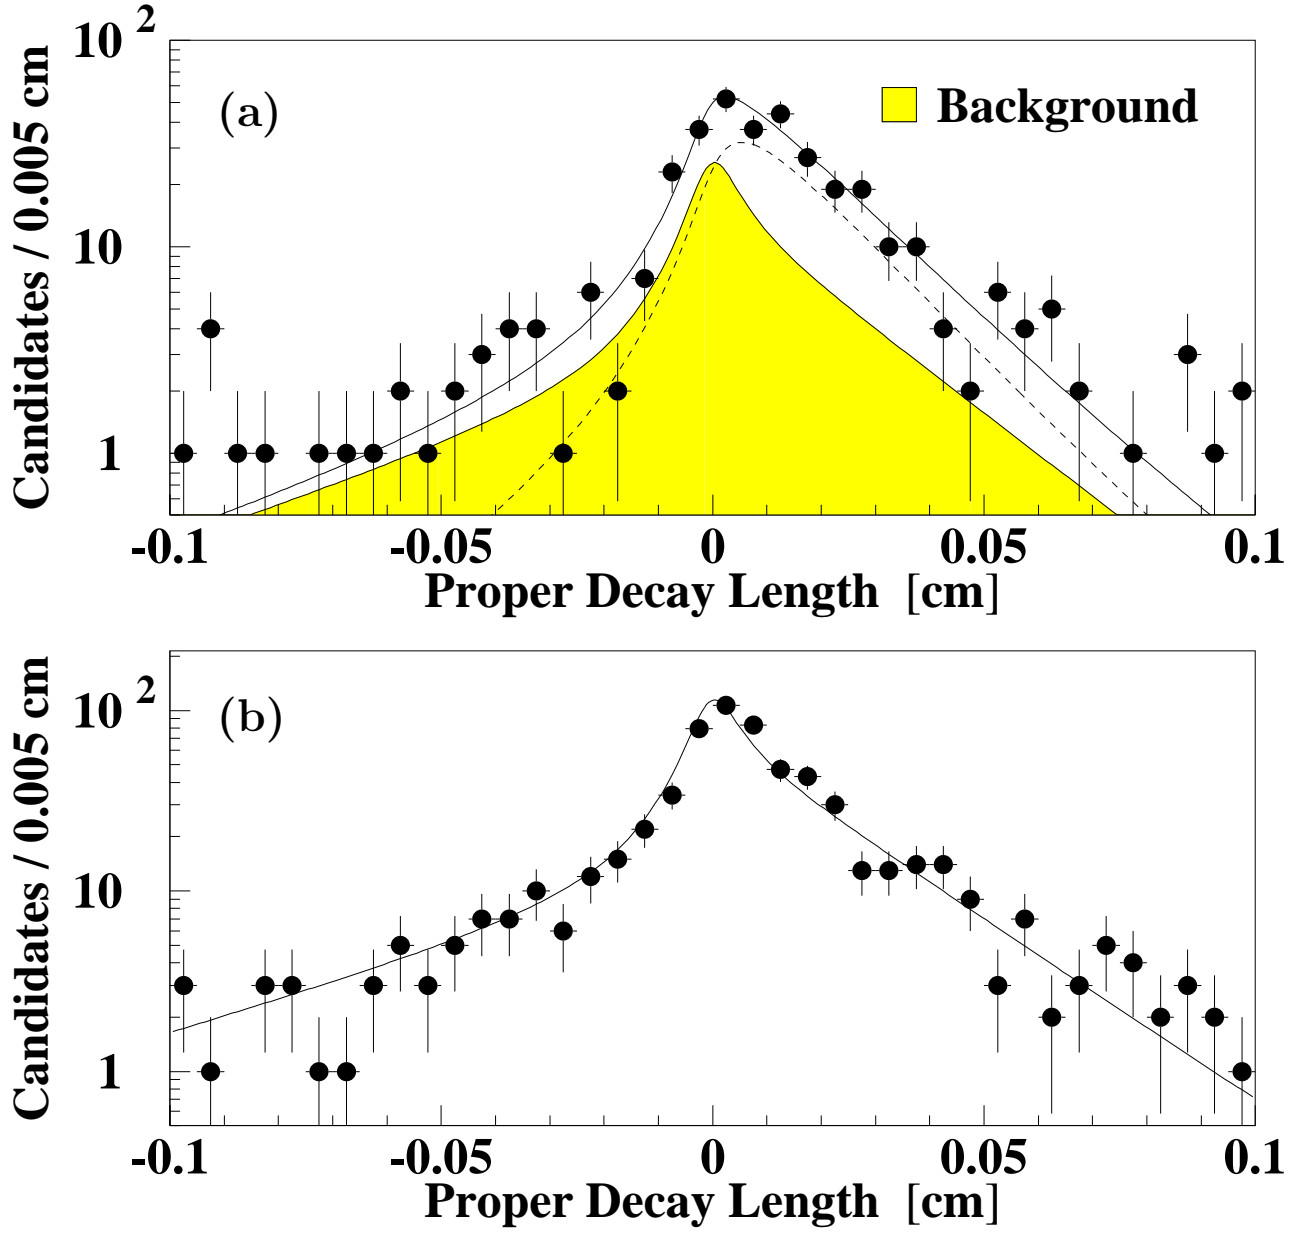 10 2
(a)
Background
10
1
Candidates / 0.005 cm
-0.1 -0.05 0 0.05 0.1
Proper Decay Length [cm]
10 2
(b)
10
1
Candidates / 0.005 cm
-0.1 -0.05 0 0.05 0.1
Proper Decay Length [cm]